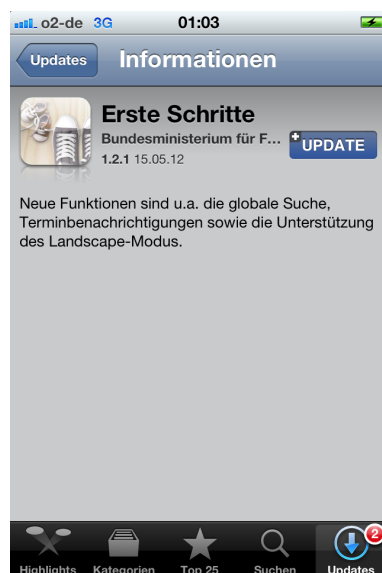 o2-de 3G 01:03
Updates Informationen
Erste Schritte
Bundesministerium für F...
UPDATE
1.2.1 15.05.12
Neue Funktionen sind u.a. die globale Suche,
Terminbenachrichtigungen sowie die Unterstützung
des Landscape-Modus.
2
Highlights Kategorien Top 25 Suchen Updates